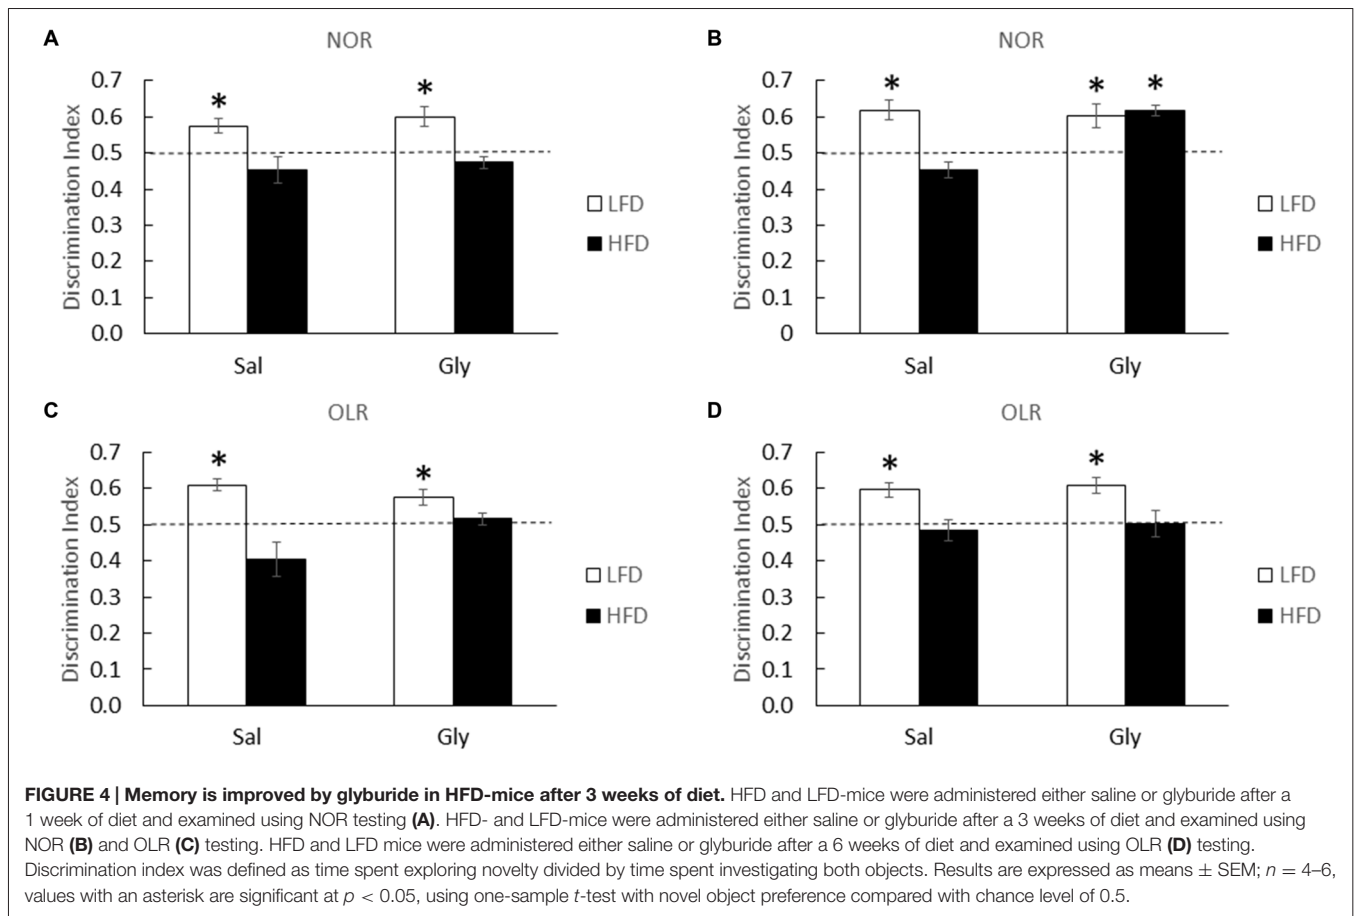 A
NOR
0.7
0.6
0.5
0.4
0.3
0.2
0.1
0.0
Discrimination Index
*
*
Sal
Gly
LFD
HFD
B
NOR
0.7
0.6
0.5
0.4
0.3
0.2
0.1
0
Discrimination Index
*
*
*
Sal
Gly
LFD
HFD
C
OLR
0.7
0.6
0.5
0.4
0.3
0.2
0.1
0.0
Discrimination Index
*
*
Sal
Gly
LFD
HFD
D
OLR
0.7
0.6
0.5
0.4
0.3
0.2
0.1
0.0
Discrimination Index
*
*
Sal
Gly
LFD
HFD
FIGURE 4 | Memory is improved by glyburide in HFD-mice after 3 weeks of diet. HFD and LFD-mice were administered either saline or glyburide after a
1 week of diet and examined using NOR testing (A). HFD- and LFD-mice were administered either saline or glyburide after a 3 weeks of diet and examined using
NOR (B) and OLR (C) testing. HFD and LFD mice were administered either saline or glyburide after a 6 weeks of diet and examined using OLR (D) testing.
Discrimination index was defined as time spent exploring novelty divided by time spent investigating both objects. Results are expressed as means ± SEM; n = 4–6,
values with an asterisk are significant at p < 0.05, using one-sample t-test with novel object preference compared with chance level of 0.5.